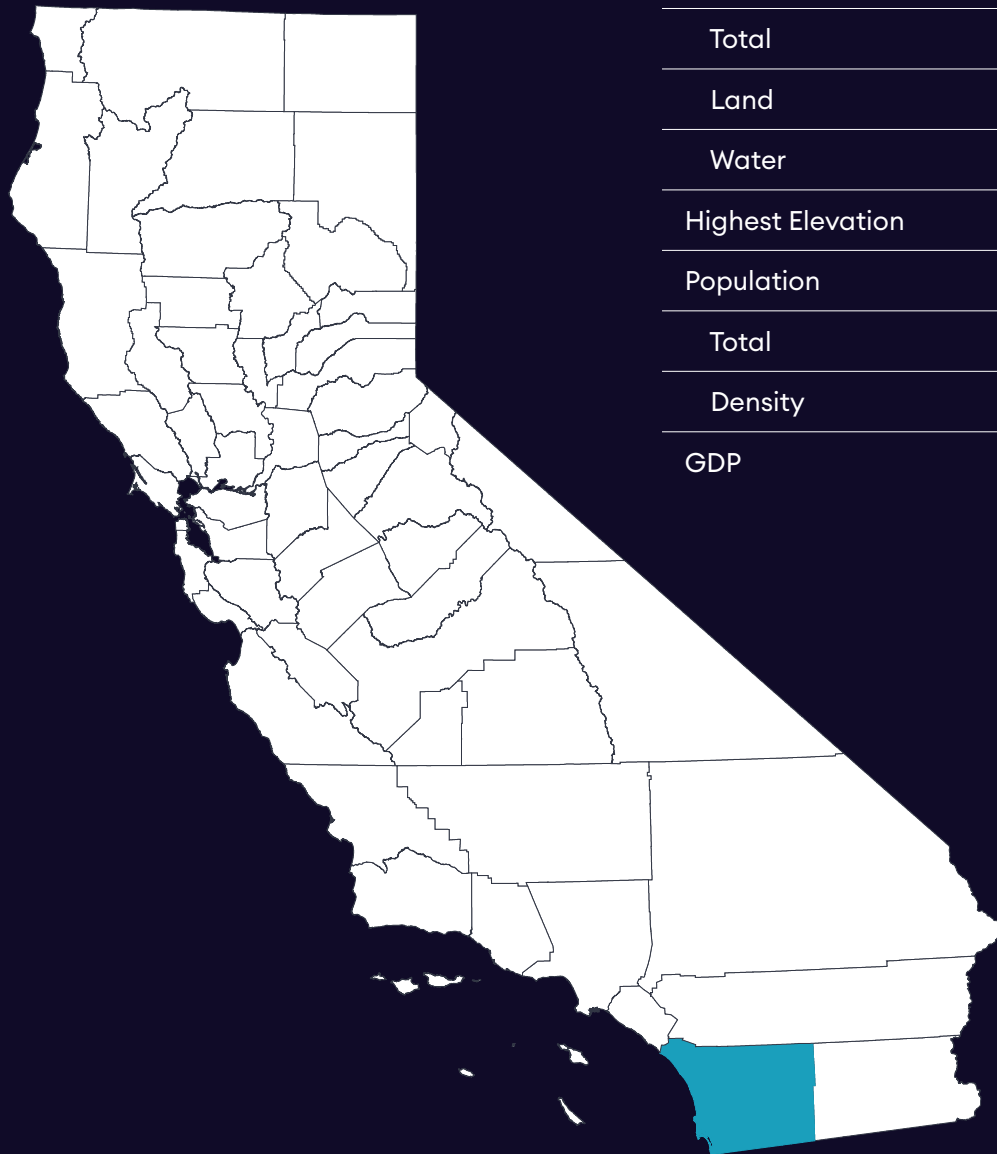 Total
Land
Water
Highest Elevation
Population
Total
Density
GDP